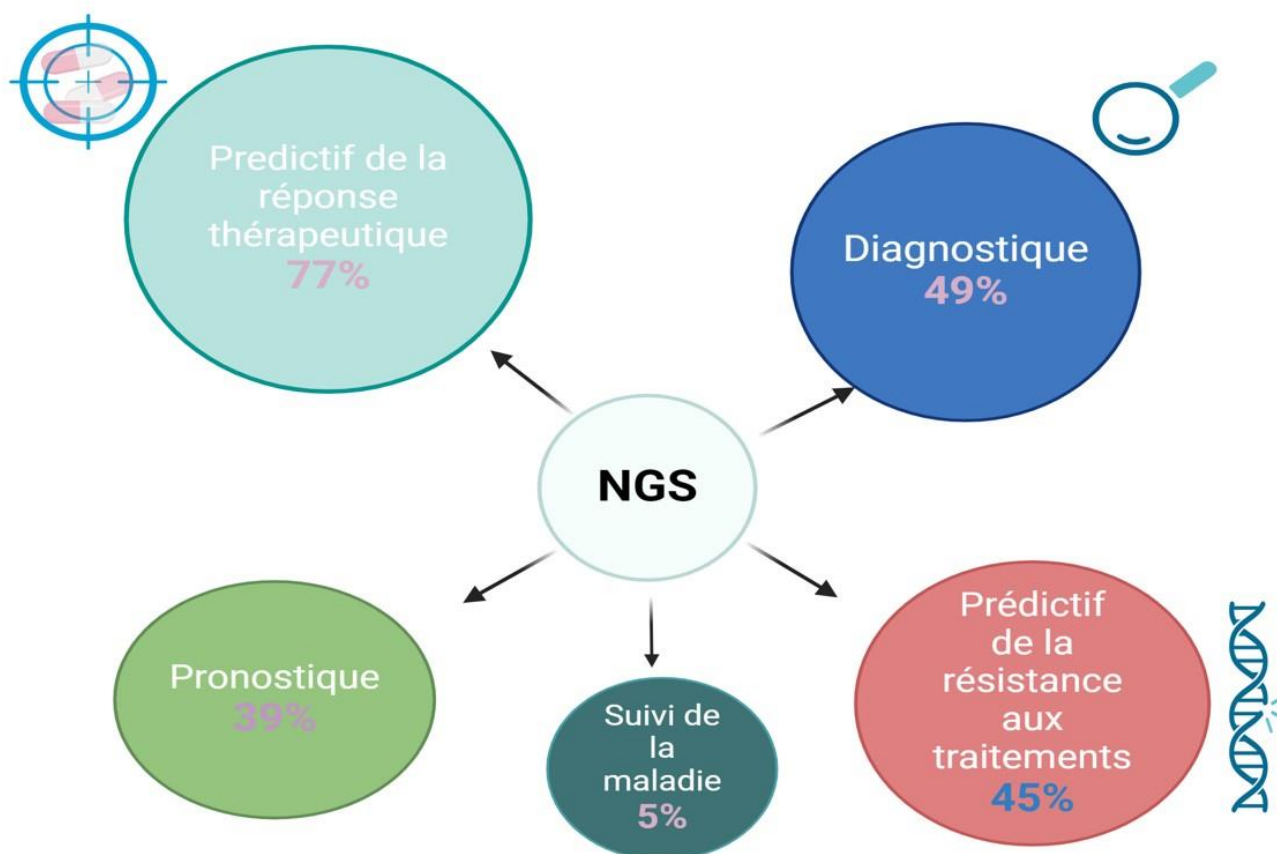 Predictif de la
réponse
thérapeutique
77%
Diagnostique
49%
NGS
Pronostique
39%
Suivi de
la
maladie
5%
Prédictif
de la
résistance
aux
traitements
45%